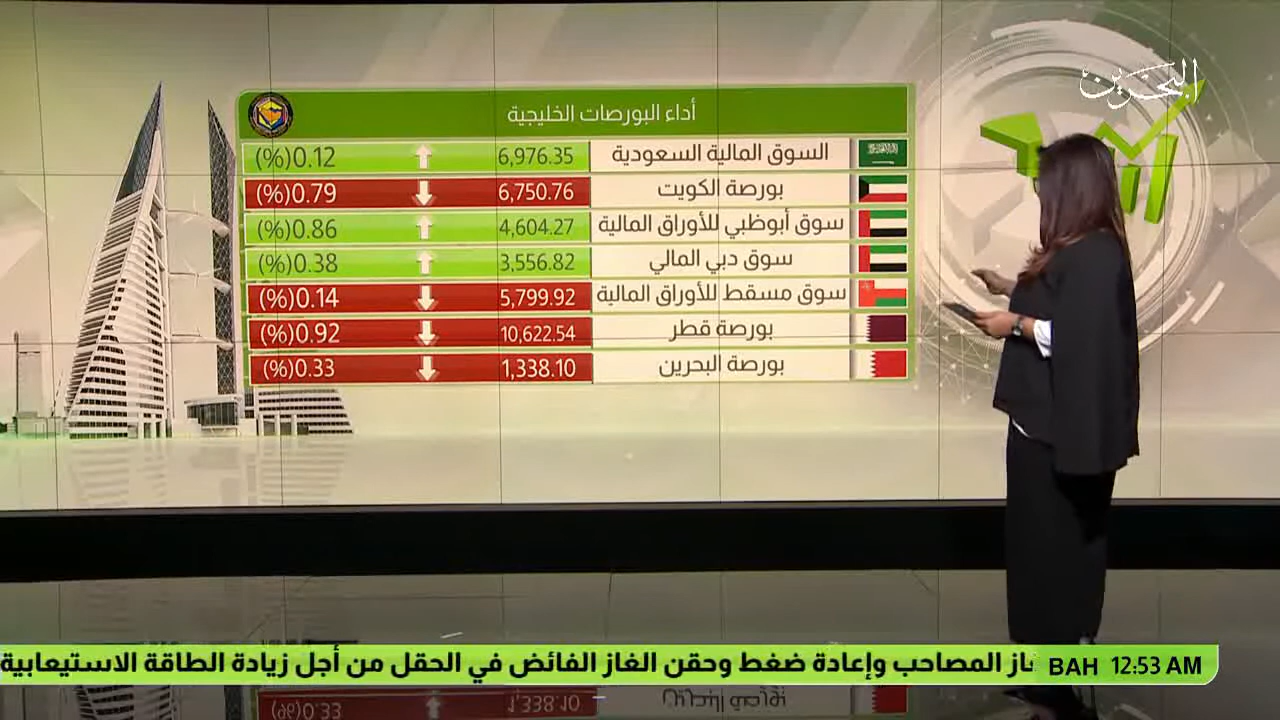 البحرين
أداء البورصات الخليجية
السوق المالية السعودية 6,976.35 0.12(%)
بورصة الكويت 6,750.76 0.79(%)
سوق أبوظبي للأوراق المالية 4,604.27 0.86(%)
سوق دبي المالي 3,556.82 0.38(%)
سوق مسقط للأوراق المالية 5,799.92 0.14(%)
بورصة قطر 10,622.54 0.92(%)
بورصة البحرين 1,338.10 0.33(%)
BAH 12:53 AM
المصاحب وإعادة ضغط وحقن الغاز الفائض في الحقل من أجل زيادة الطاقة الاستيعابية